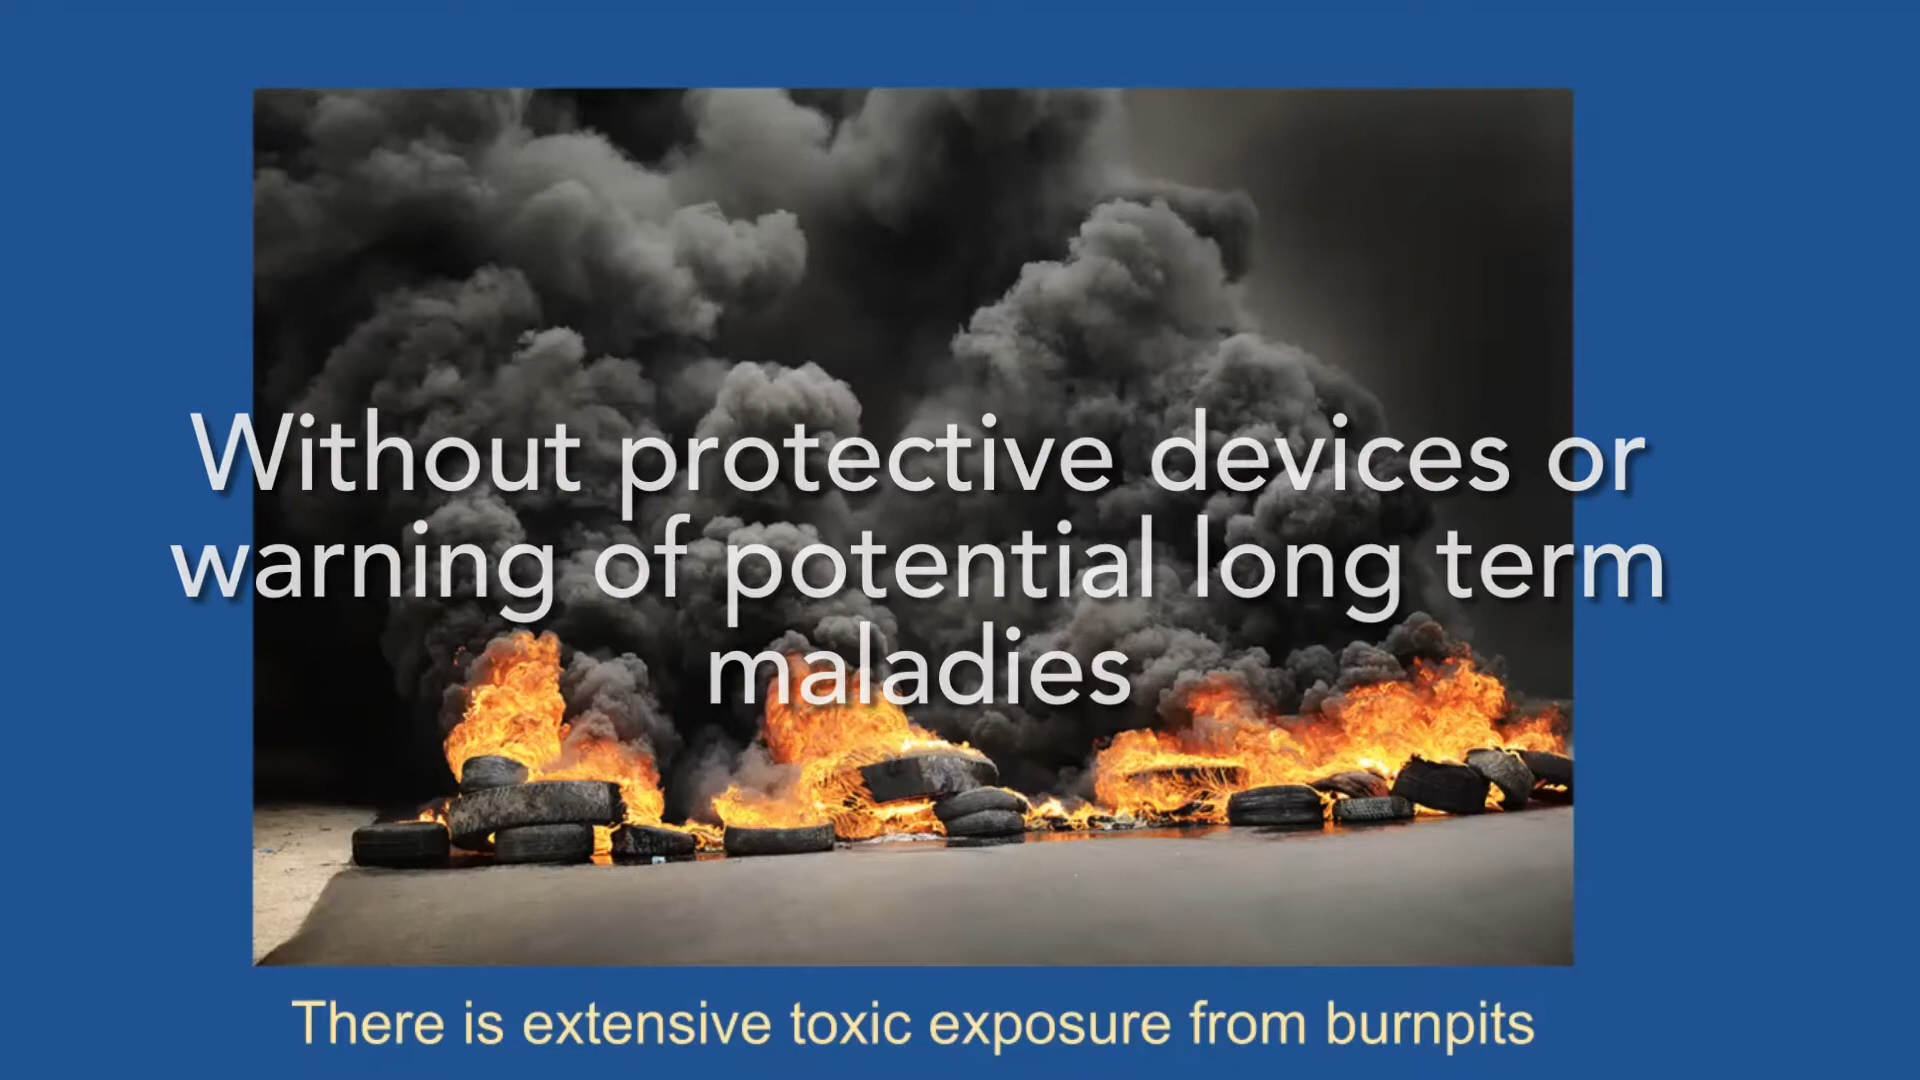 Without protective devices or
warning of potential long term
maladies
There is extensive toxic exposure from burnpits